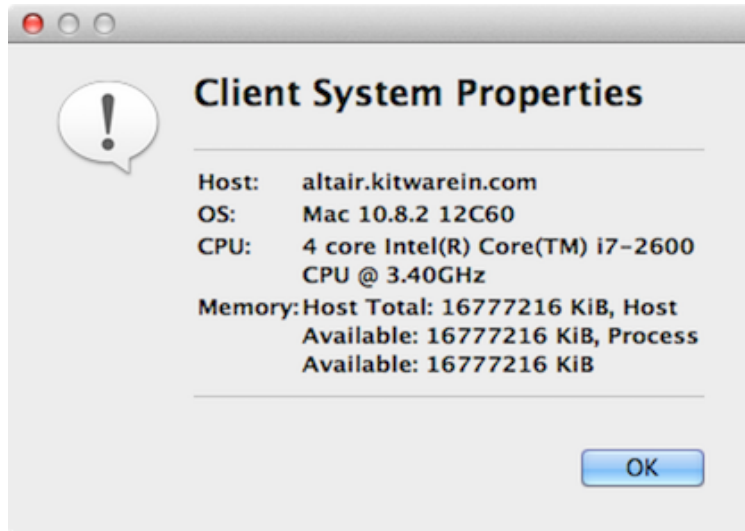 Client System Properties
Host: altair.kitwarein.com
OS: Mac 10.8.2 12C60
CPU: 4 core Intel(R) Core(TM) i7-2600
CPU @ 3.40GHz
Memory: Host Total: 16777216 KiB, Host
Available: 16777216 KiB, Process
Available: 16777216 KiB
OK